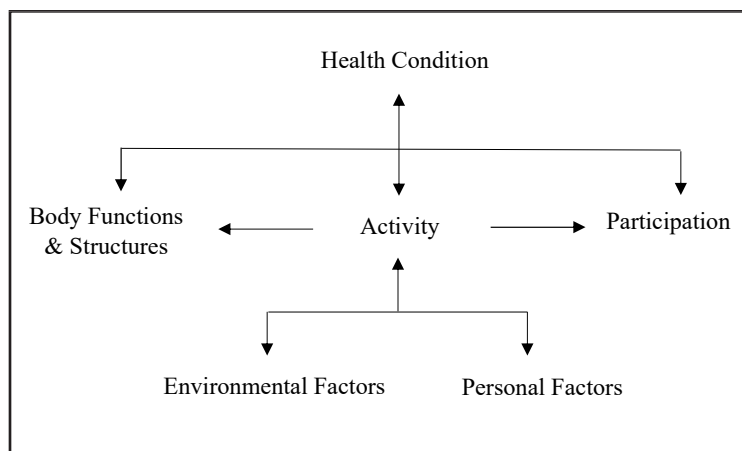 Health Condition
Body Functions
& Structures
Activity
Participation
Environmental Factors
Personal Factors